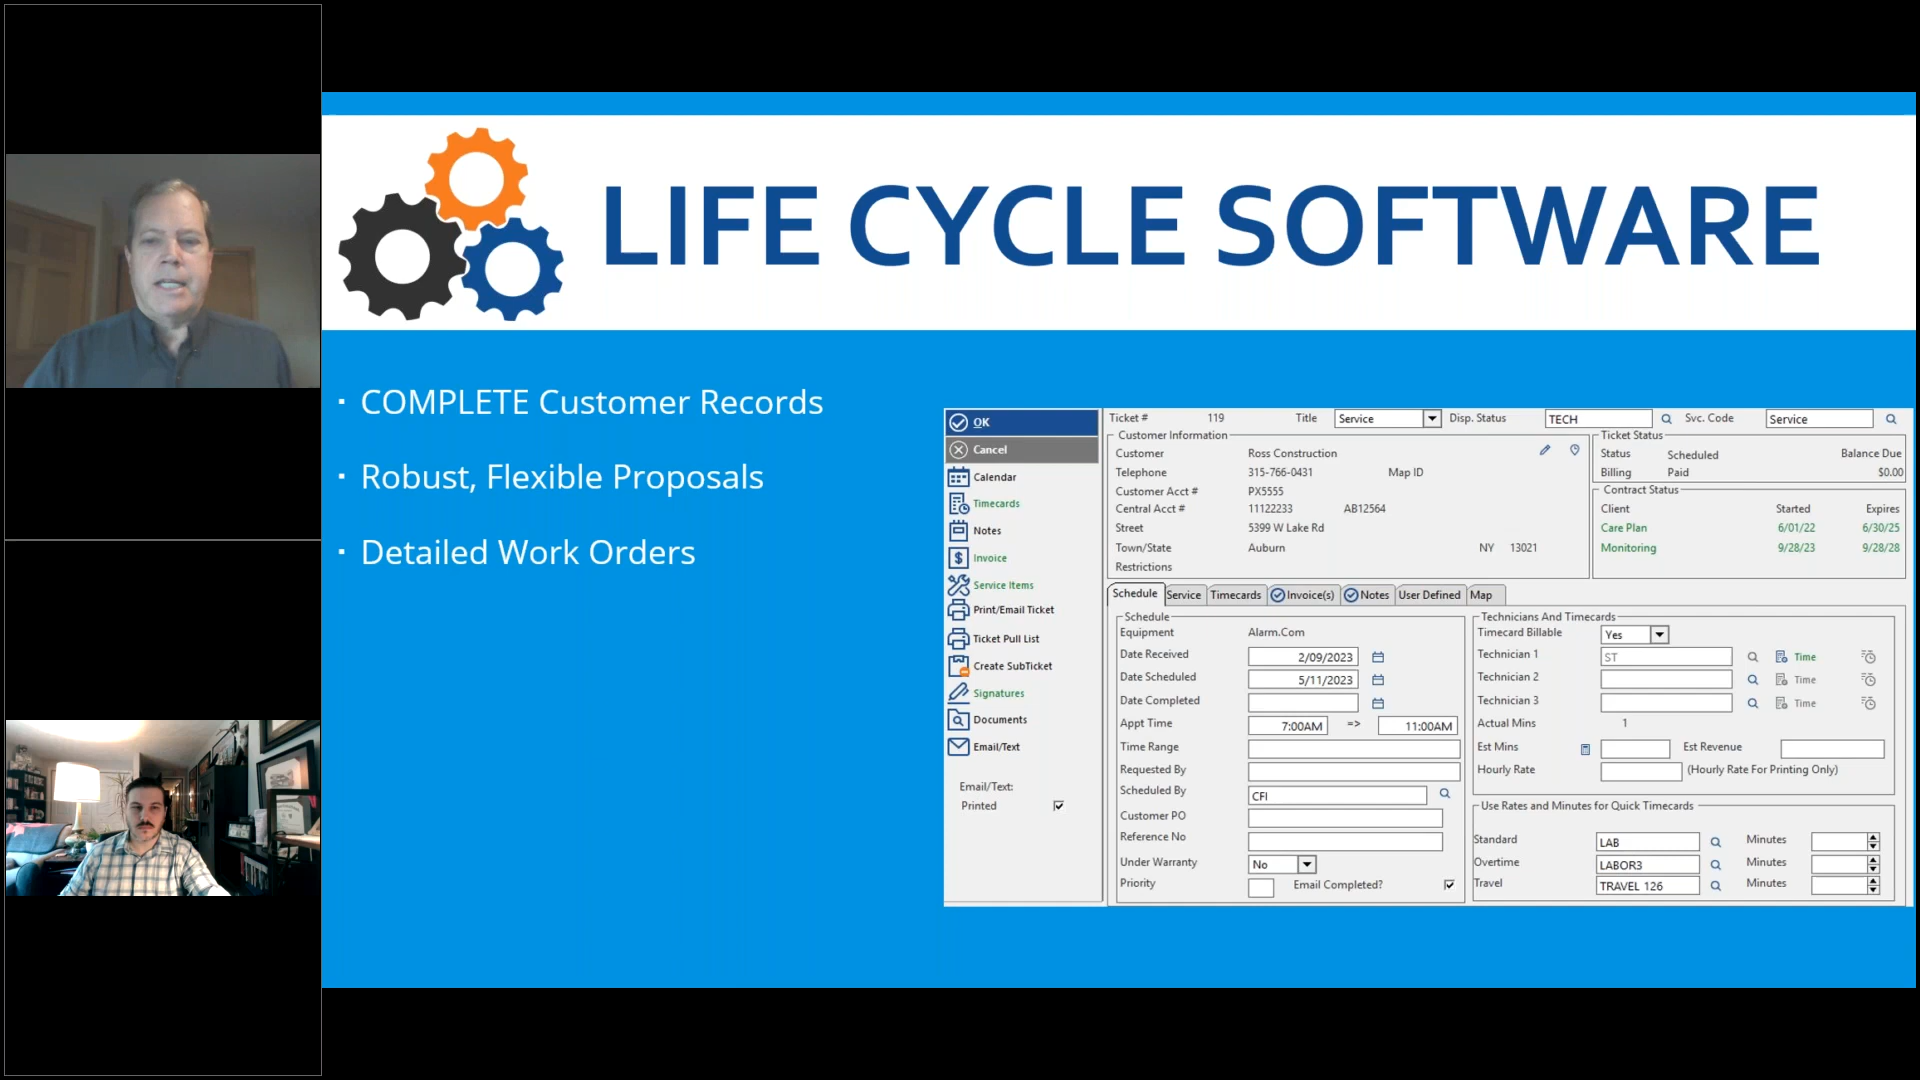 LIFE CYCLE SOFTWARE
▪ COMPLETE Customer Records
▪ Robust, Flexible Proposals
▪ Detailed Work Orders
OK
Cancel
Calendar
Timecards
Notes
Invoice
Service Items
Print/Email Ticket
Ticket Pull List
Create SubTicket
Signatures
Documents
Email/Text
Email/Text:
Printed
Ticket # 119 Title Service Disp. Status TECH Svc. Code Service
Customer Information
Customer Ross Construction
Telephone 315-766-0431 Map ID
Customer Acct # PX5555
Central Acct # 11122233 AB12564
Street 5399 W Lake Rd
Town/State Auburn NY 13021
Restrictions
Ticket Status
Status Scheduled Balance Due
Billing Paid $0.00
Contract Status
Client Started Expires
Care Plan 6/01/22 6/30/25
Monitoring 9/28/23 9/28/28
Schedule Service Timecards Invoice(s) Notes User Defined Map
Schedule
Equipment Alarm.Com
Date Received 2/09/2023
Date Scheduled 5/11/2023
Date Completed
Appt Time 7:00AM => 11:00AM
Time Range
Requested By
Scheduled By CFI
Customer PO
Reference No
Under Warranty No
Priority Email Completed?
Technicians And Timecards
Timecard Billable Yes
Technician 1 ST Time
Technician 2 Time
Technician 3 Time
Actual Mins 1
Est Mins Est Revenue
Hourly Rate (Hourly Rate For Printing Only)
Use Rates and Minutes for Quick Timecards
Standard LAB Minutes
Overtime LABOR3 Minutes
Travel TRAVEL 126 Minutes